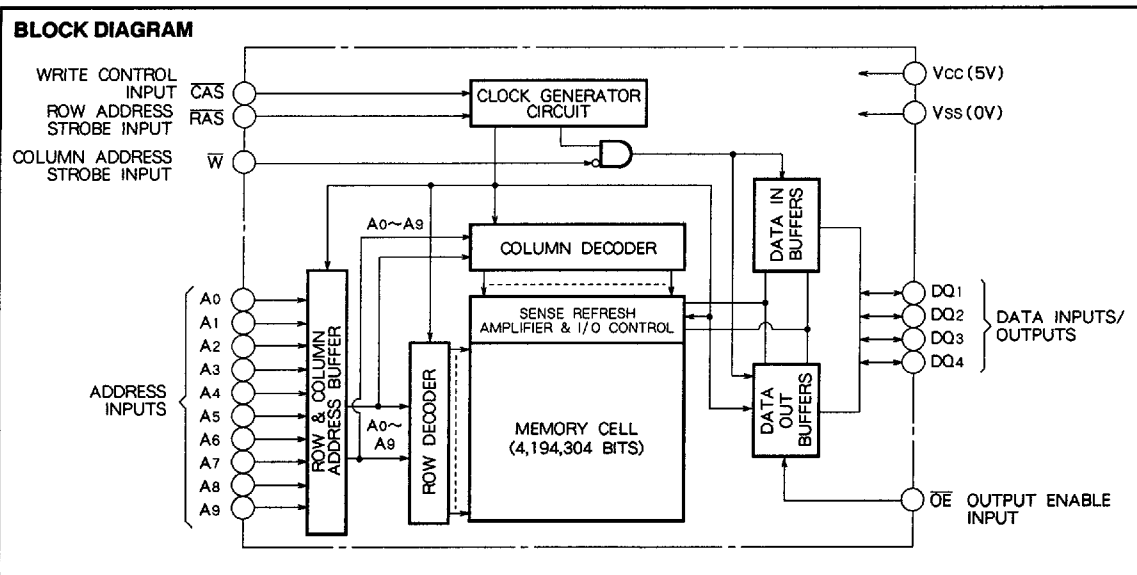 BLOCK DIAGRAM
WRITE CONTROL
INPUT
C̅A̅S̅
ROW ADDRESS
STROBE INPUT
R̅A̅S̅
COLUMN ADDRESS
STROBE INPUT
W̅
CLOCK GENERATOR
CIRCUIT
VCC (5V)
VSS (0V)
A0~A9
COLUMN DECODER
DATA IN
BUFFERS
SENSE REFRESH
AMPLIFIER & I/O CONTROL
ADDRESS
INPUTS
A0
A1
A2
A3
A4
A5
A6
A7
A8
A9
ROW & COLUMN
ADDRESS BUFFER
A0~
A9
ROW DECODER
MEMORY CELL
(4,194,304 BITS)
DATA
OUT
BUFFERS
DQ1
DQ2
DQ3
DQ4
DATA INPUTS/
OUTPUTS
O̅E̅ OUTPUT ENABLE
INPUT